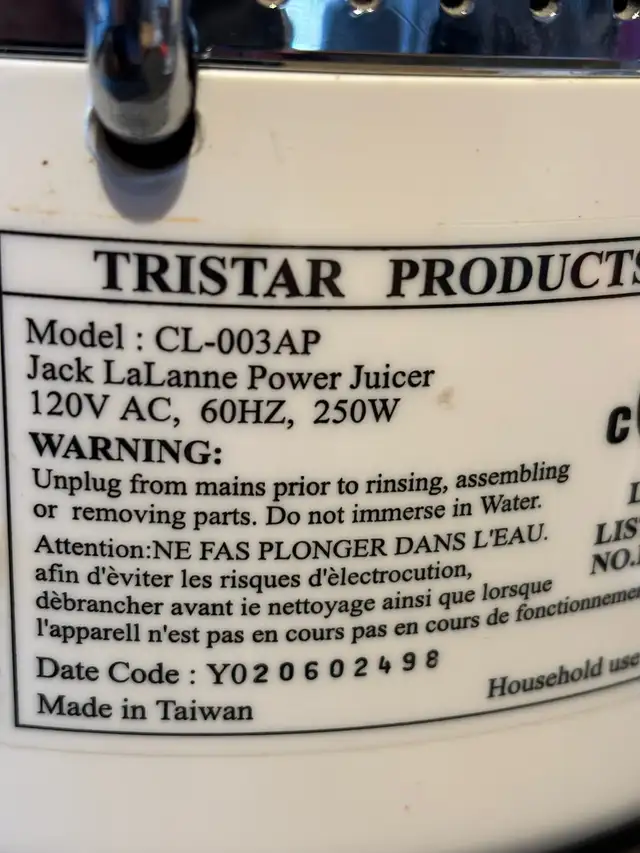 TRISTAR PRODUCTS
Model : CL-003AP
Jack LaLanne Power Juicer
120V AC, 60HZ, 250W
WARNING:
Unplug from mains prior to rinsing, assembling
or removing parts. Do not immerse in Water.
Attention:NE FAS PLONGER DANS L'EAU.
afin d'èviter les risques d'èlectrocution,
dèbrancher avant ie nettoyage ainsi que lorsque
l'apparell n'est pas en cours pas en cours de fonctionnemen
Date Code : Y020602498
Made in Taiwan
Household use
c
L
LIS
NO.